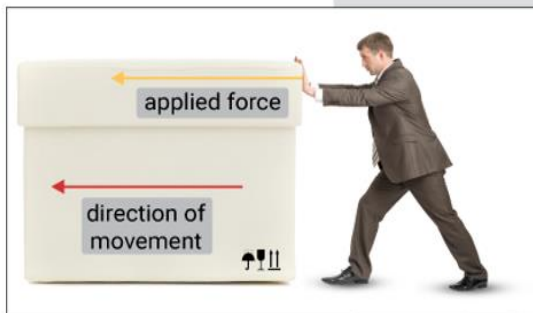 applied force
direction of
movement